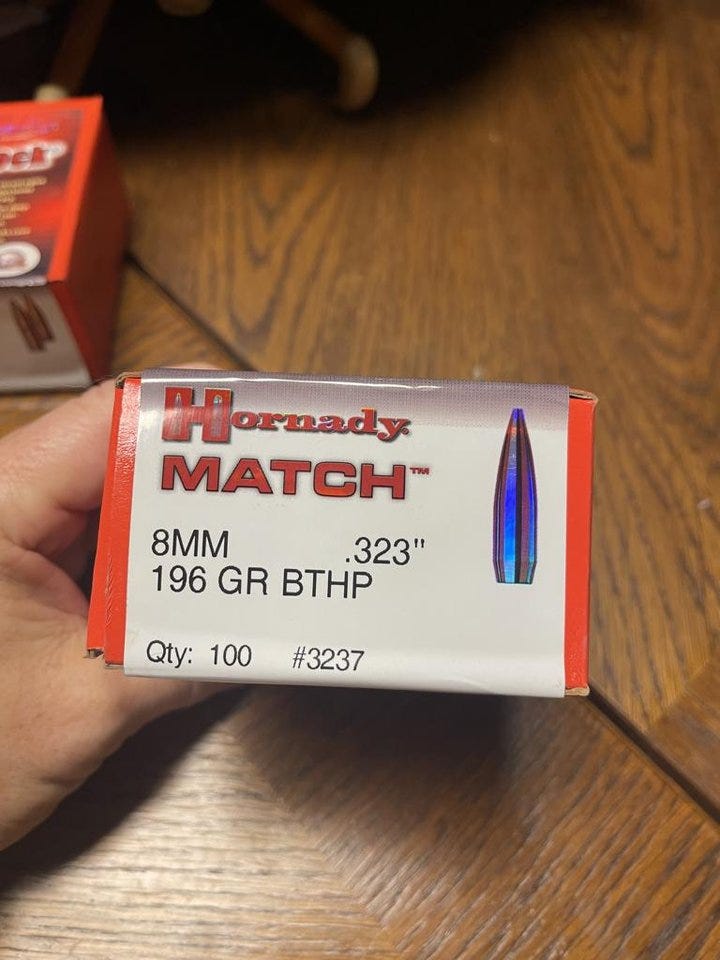 Hornady
MATCH™
8MM .323"
196 GR BTHP
Qty: 100 #3237